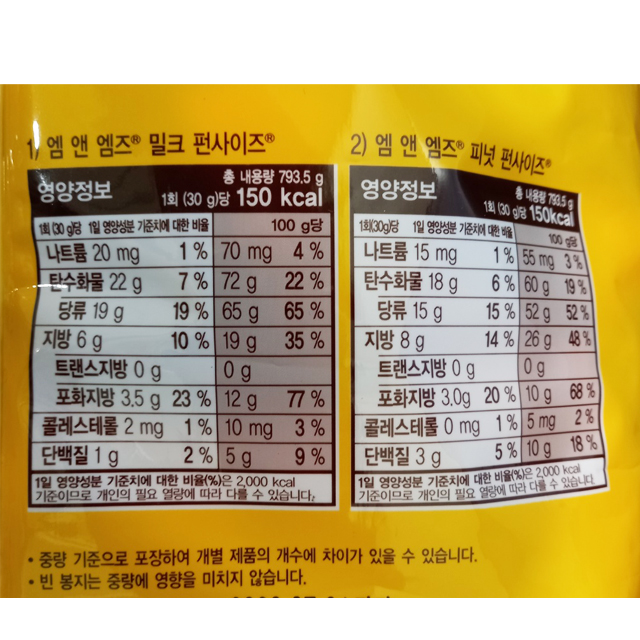 1) 엠 앤 엠즈® 밀크 펀사이즈®
영양정보
총 내용량 793.5 g
1회 (30 g)당 150 kcal
1회 (30 g)당 1일 영양성분 기준치에 대한 비율 100 g당
나트륨 20 mg 1 % 70 mg 4 %
탄수화물 22 g 7 % 72 g 22 %
당류 19 g 19 % 65 g 65 %
지방 6 g 10 % 19 g 35 %
트랜스지방 0 g 0 g
포화지방 3.5 g 23 % 12 g 77 %
콜레스테롤 2 mg 1 % 10 mg 3 %
단백질 1 g 2 % 5 g 9 %
1일 영양성분 기준치에 대한 비율(%)은 2,000 kcal
기준이므로 개인의 필요 열량에 따라 다를 수 있습니다.
2) 엠 앤 엠즈® 피넛 펀사이즈®
영양정보
총 내용량 793.5 g
1회 (30 g)당 150 kcal
1회(30g)당 1일 영양성분 기준치에 대한 비율 100 g당
나트륨 15 mg 1 % 55 mg 3 %
탄수화물 18 g 6 % 60 g 19 %
당류 15 g 15 % 52 g 52 %
지방 8 g 14 % 26 g 48 %
트랜스지방 0 g 0 g
포화지방 3.0g 20 % 10 g 68 %
콜레스테롤 0 mg 1 % 5 mg 2 %
단백질 3 g 5 % 10 g 18 %
1일 영양성분 기준치에 대한 비율(%)은 2,000 kcal
기준이므로 개인의 필요 열량에 따라 다를 수 있습니다.
• 중량 기준으로 포장하여 개별 제품의 개수에 차이가 있을 수 있습니다.
• 빈 봉지는 중량에 영향을 미치지 않습니다.